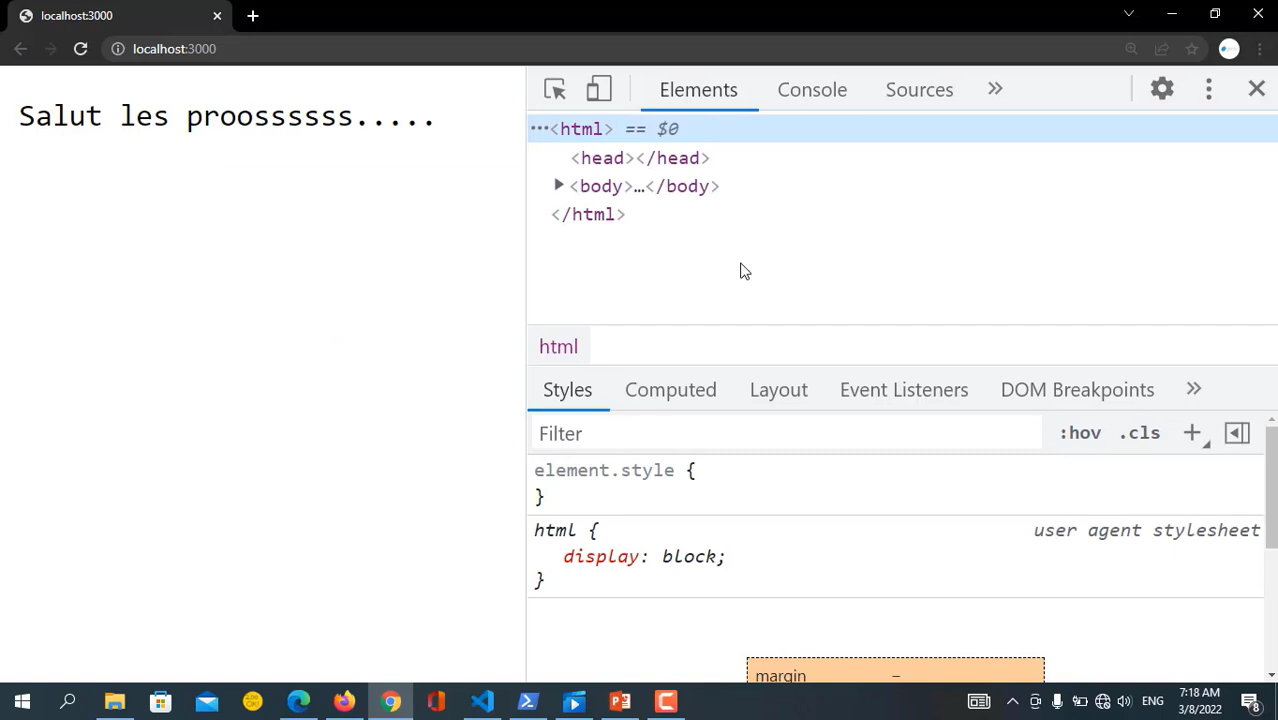 localhost:3000
localhost:3000
Salut les proossssss.....
Elements Console Sources »
···<html> == $0
<head></head>
<body>…</body>
</html>
html
Styles Computed Layout Event Listeners DOM Breakpoints »
Filter :hov .cls
element.style {
}
html { user agent stylesheet
display: block;
}
margin –
ENG 7:18 AM
3/8/2022 8